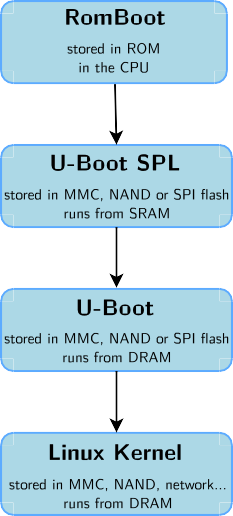 RomBoot
stored in ROM
in the CPU
U-Boot SPL
stored in MMC, NAND or SPI flash
runs from SRAM
U-Boot
stored in MMC, NAND or SPI flash
runs from DRAM
Linux Kernel
stored in MMC, NAND, network...
runs from DRAM